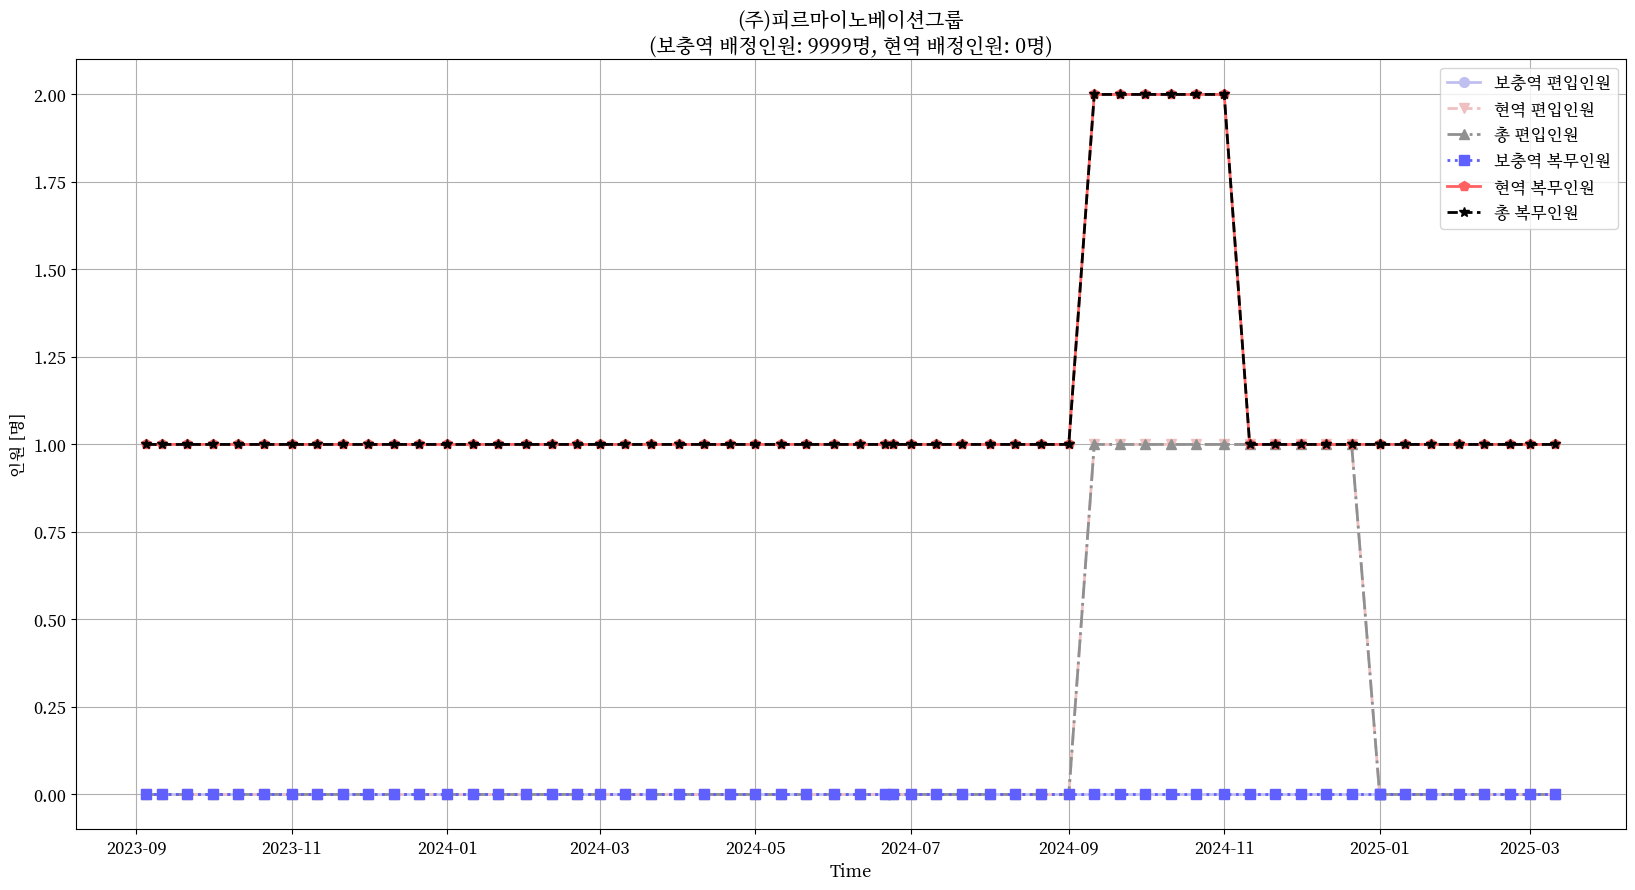 (주)피르마이노베이션그룹
(보충역 배정인원: 9999명, 현역 배정인원: 0명)
보충역 편입인원
현역 편입인원
총 편입인원
보충역 복무인원
현역 복무인원
총 복무인원
인원 [명]
2.00
1.75
1.50
1.25
1.00
0.75
0.50
0.25
0.00
2023-09
2023-11
2024-01
2024-03
2024-05
2024-07
2024-09
2024-11
2025-01
2025-03
Time